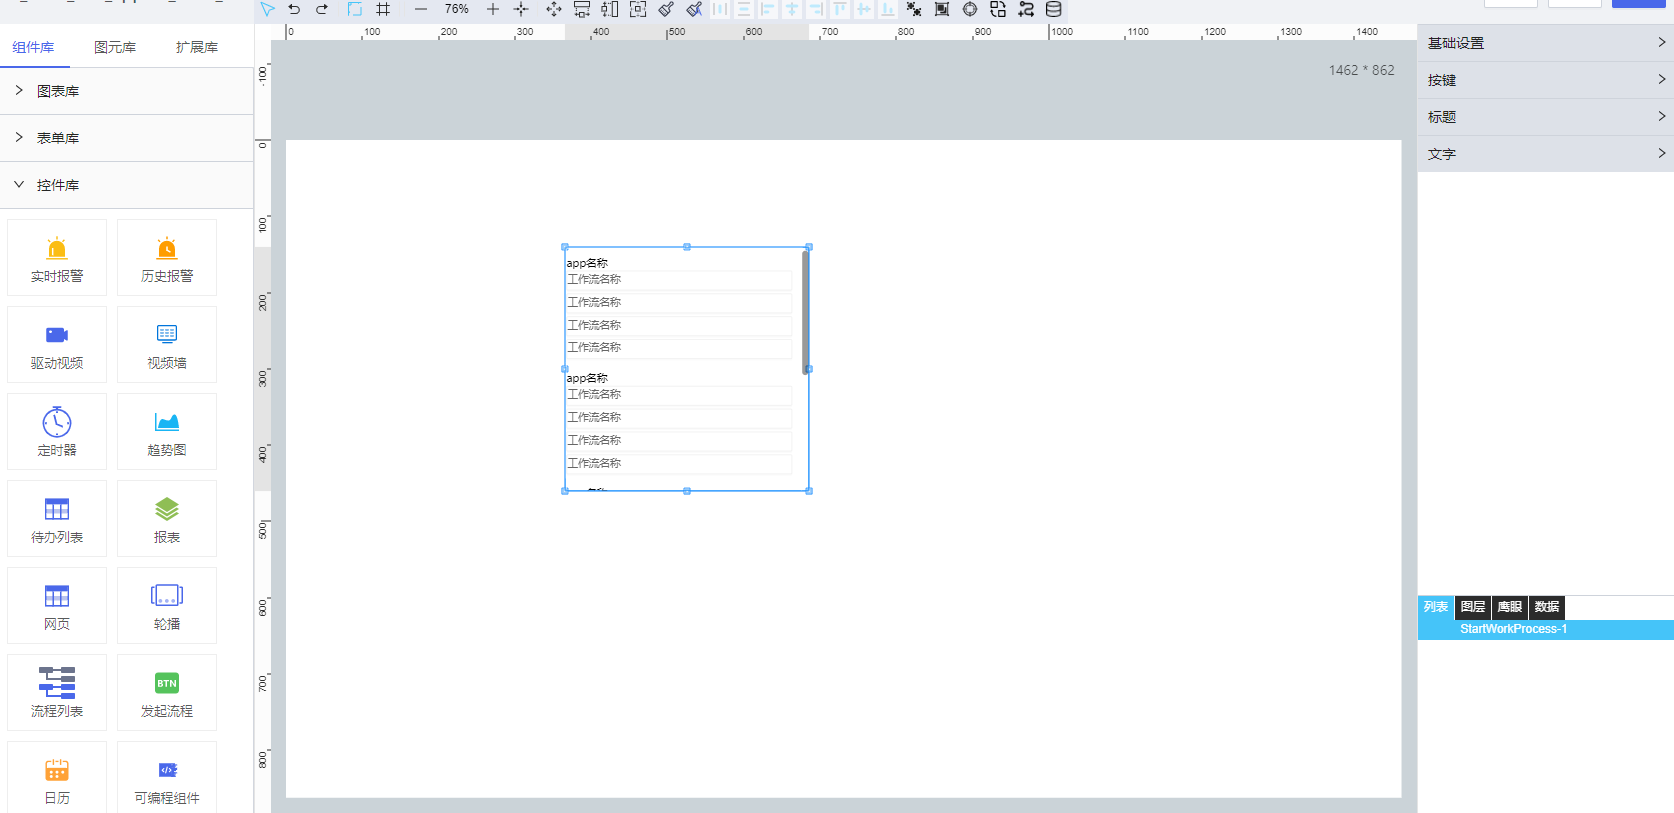 76%
组件库 图元库 扩展库
图表库
表单库
控件库
实时报警 历史报警
驱动视频 视频墙
定时器 趋势图
待办列表 报表
网页 轮播
BTN
流程列表 发起流程
日历 可编程组件
0 100 200 300 400 500 600 700 800 900 1000 1100 1200 1300 1400
-100
0
100
200
300
400
500
600
700
800
1462 * 862
app名称
工作流名称
工作流名称
工作流名称
工作流名称
app名称
工作流名称
工作流名称
工作流名称
工作流名称
基础设置
按键
标题
文字
列表 图层 鹰眼 数据
StartWorkProcess-1